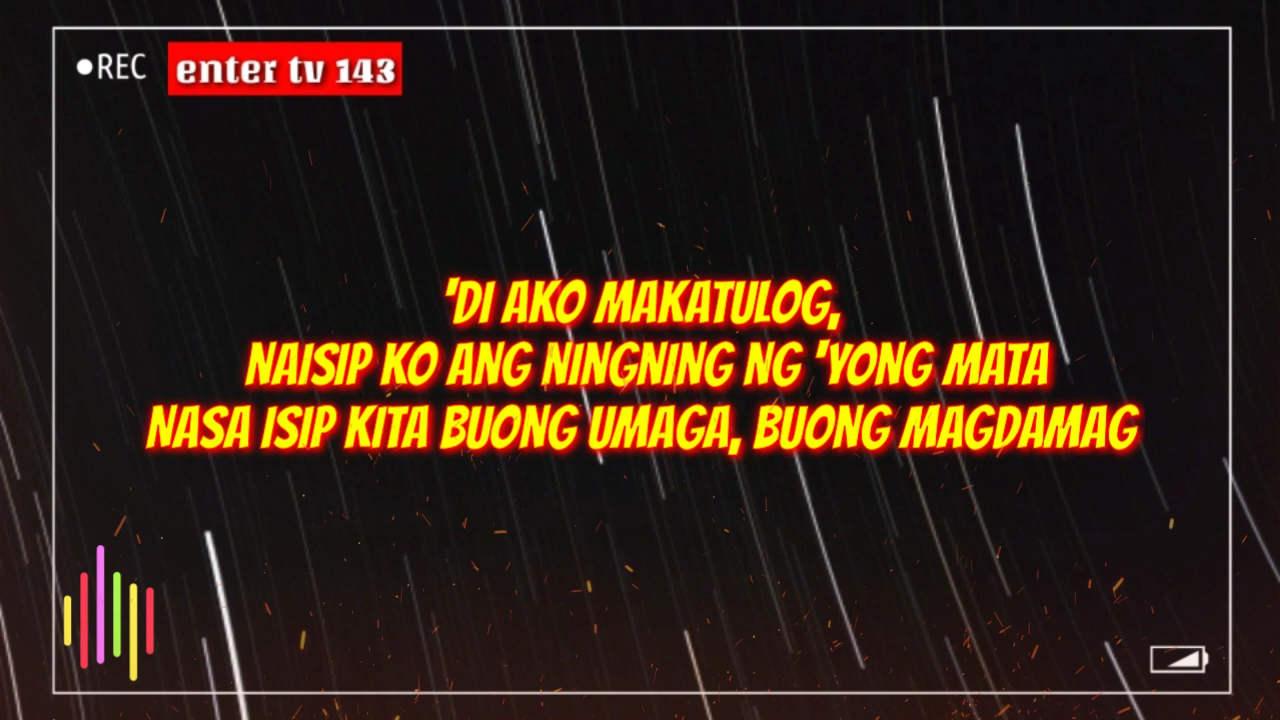 REC
enter tv 143
'DI AKO MAKATULOG,
NAISIP KO ANG NINGNING NG 'YONG MATA
NASA ISIP KITA BUONG UMAGA, BUONG MAGDAMAG